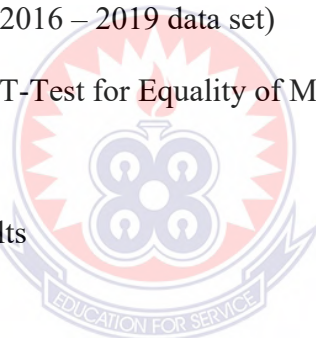 2016 – 2019 data set)
T-Test for Equality of M
lts
EDUCATION FOR SERVICE